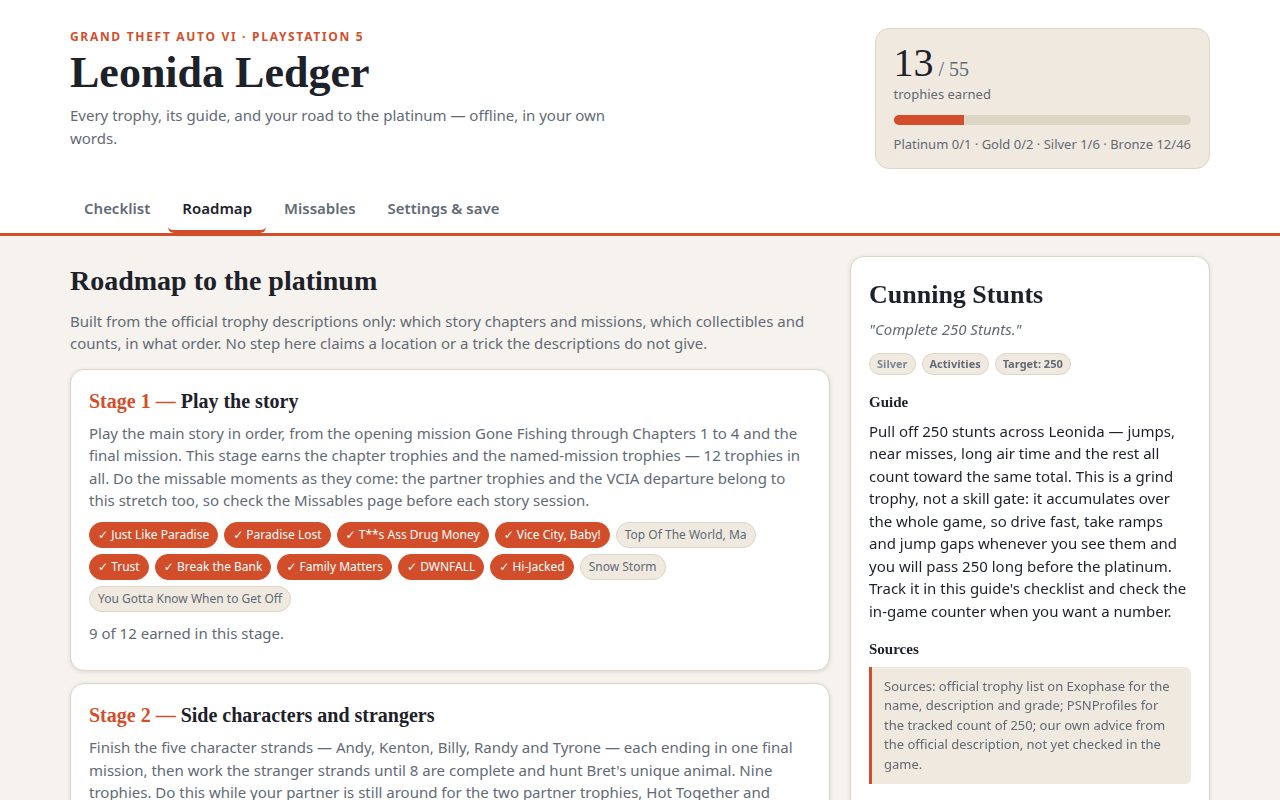 GRAND THEFT AUTO VI · PLAYSTATION 5
Leonida Ledger
Every trophy, its guide, and your road to the platinum — offline, in your own
words.
13 / 55
trophies earned
Platinum 0/1 · Gold 0/2 · Silver 1/6 · Bronze 12/46
Checklist
Roadmap
Missables
Settings & save
Roadmap to the platinum
Built from the official trophy descriptions only: which story chapters and missions, which collectibles and
counts, in what order. No step here claims a location or a trick the descriptions do not give.
Stage 1 — Play the story
Play the main story in order, from the opening mission Gone Fishing through Chapters 1 to 4 and the
final mission. This stage earns the chapter trophies and the named-mission trophies — 12 trophies in
all. Do the missable moments as they come: the partner trophies and the VCIA departure belong to
this stretch too, so check the Missables page before each story session.
✓ Just Like Paradise
✓ Paradise Lost
✓ T**s Ass Drug Money
✓ Vice City, Baby!
Top Of The World, Ma
✓ Trust
✓ Break the Bank
✓ Family Matters
✓ DWNFALL
✓ Hi-Jacked
Snow Storm
You Gotta Know When to Get Off
9 of 12 earned in this stage.
Stage 2 — Side characters and strangers
Finish the five character strands — Andy, Kenton, Billy, Randy and Tyrone — each ending in one final
mission, then work the stranger strands until 8 are complete and hunt Bret's unique animal. Nine
trophies. Do this while your partner is still around for the two partner trophies, Hot Together and
Cunning Stunts
"Complete 250 Stunts."
Silver
Activities
Target: 250
Guide
Pull off 250 stunts across Leonida — jumps,
near misses, long air time and the rest all
count toward the same total. This is a grind
trophy, not a skill gate: it accumulates over
the whole game, so drive fast, take ramps
and jump gaps whenever you see them and
you will pass 250 long before the platinum.
Track it in this guide's checklist and check the
in-game counter when you want a number.
Sources
Sources: official trophy list on Exophase for the
name, description and grade; PSNProfiles for
the tracked count of 250; our own advice from
the official description, not yet checked in the
game.